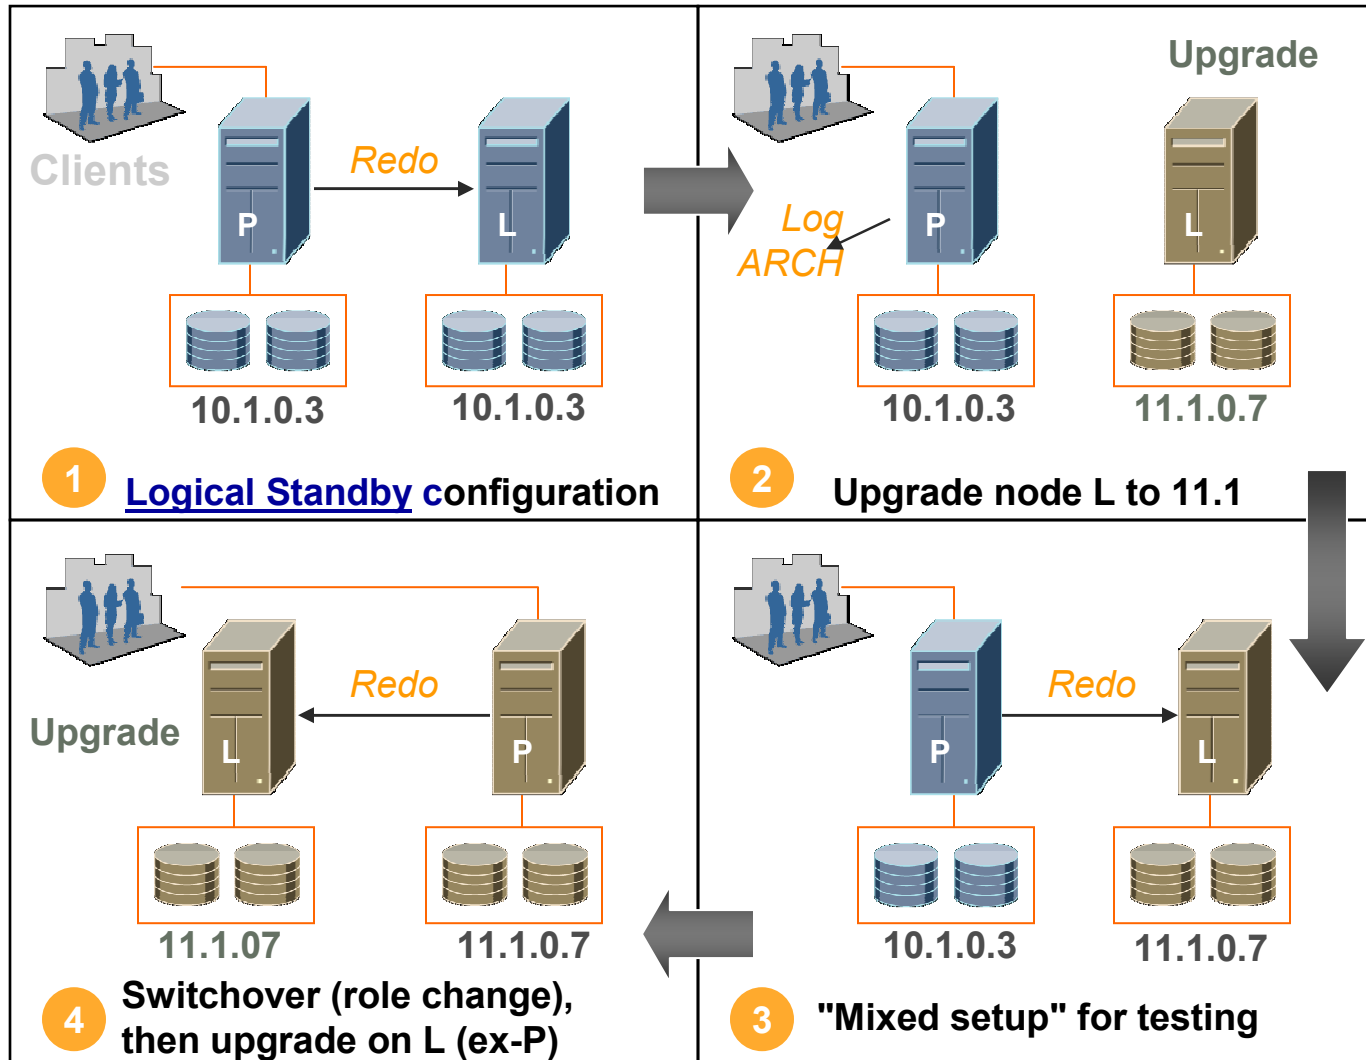 Clients
Redo
P
L
10.1.0.3
10.1.0.3
1
Logical Standby configuration
Upgrade
Log
ARCH
P
L
10.1.0.3
11.1.0.7
2
Upgrade node L to 11.1
Redo
P
L
10.1.0.3
11.1.0.7
3
"Mixed setup" for testing
Upgrade
Redo
L
P
11.1.07
11.1.0.7
4
Switchover (role change),
then upgrade on L (ex-P)